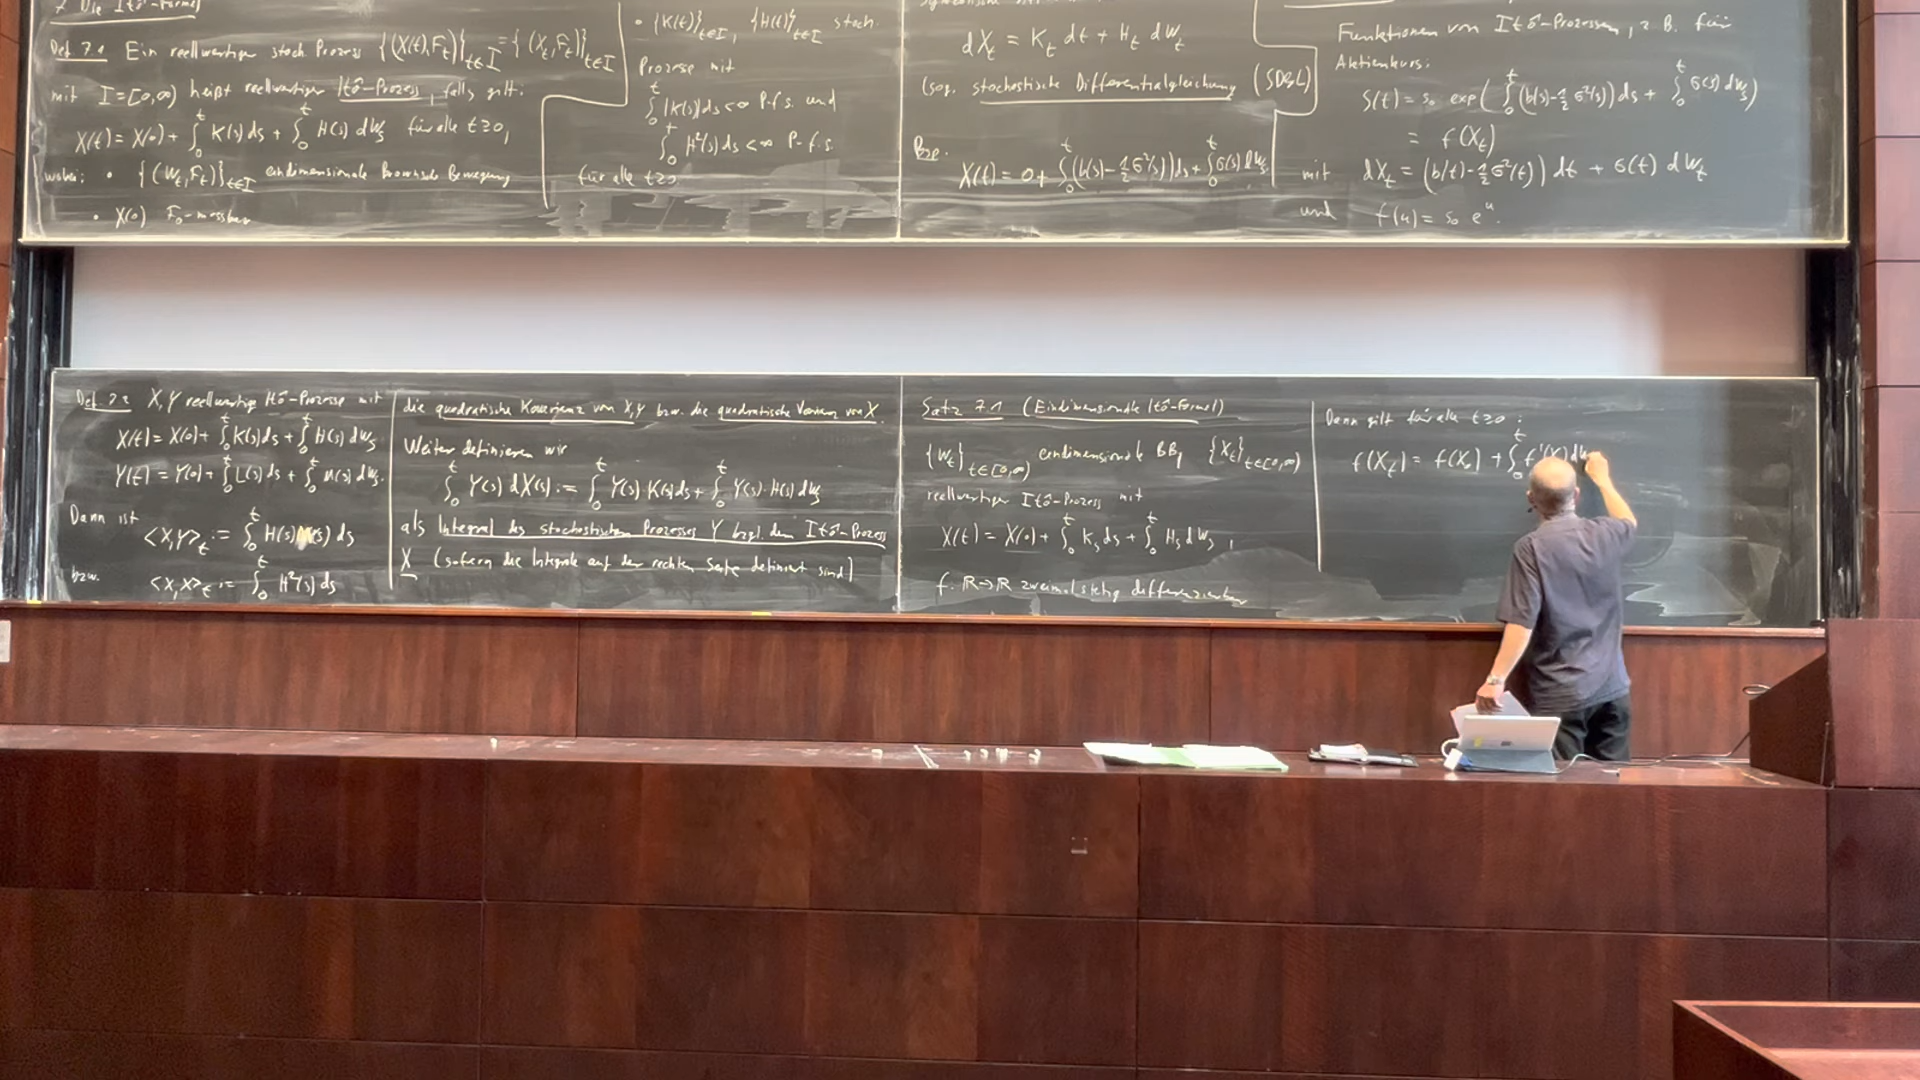 7 Die Itô-Formel
Def 7.1 Ein reellwertiger stoch. Prozess {(X(t),F_t)}_{t∈I} = {(X_t,F_t)}_{t∈I}
mit I=[0,∞) heißt reellwertiger Itô-Prozess, falls gilt:
X(t) = X(0) + ∫_0^t K(s) ds + ∫_0^t H(s) dW_s für alle t≥0,
wobei: • {(W_t,F_t)}_{t∈I} eindimensionale Brownsche Bewegung
• X(0) F_0-messbar
• {K(t)}_{t∈I}, {H(t)}_{t∈I} stoch.
Prozesse mit
∫_0^t |K(s)| ds < ∞ P-f.s. und
∫_0^t H²(s) ds < ∞ P-f.s.
für alle t≥0
dX_t = K_t dt + H_t dW_t
(sog. stochastische Differentialgleichung (SDGL)
Bsp.
X(t) = 0 + ∫_0^t (b(s) - 1/2 σ²(s)) ds + ∫_0^t σ(s) dW_s
Funktionen von Itô-Prozessen, z.B. für
Aktienkurs:
S(t) = s_0 exp( ∫_0^t (b(s) - 1/2 σ²(s)) ds + ∫_0^t σ(s) dW_s )
= f(X_t)
mit dX_t = (b(t) - 1/2 σ²(t)) dt + σ(t) dW_t
und f(u) = s_0 e^u.
Def. 7.2 X,Y reellwertige Itô-Prozesse mit
X(t) = X(0) + ∫_0^t K(s) ds + ∫_0^t H(s) dW_s
Y(t) = Y(0) + ∫_0^t L(s) ds + ∫_0^t M(s) dW_s.
Dann ist
<X,Y>_t := ∫_0^t H(s) M(s) ds
bzw.
<X,X>_t := ∫_0^t H²(s) ds
die quadratische Kovarianz von X,Y bzw. die quadratische Varianz von X.
Weiter definieren wir
∫_0^t Y(s) dX(s) := ∫_0^t Y(s)·K(s) ds + ∫_0^t Y(s)·H(s) dW_s
als Integral des stochastischen Prozesses Y bzgl. dem Itô-Prozess
X (sofern die Integrale auf der rechten Seite definiert sind)
Satz 7.1 (Eindimensionale Itô-Formel)
{W_t}_{t∈[0,∞)} eindimensionale BB, {X_t}_{t∈[0,∞)}
reellwertiger Itô-Prozess mit
X(t) = X(0) + ∫_0^t K_s ds + ∫_0^t H_s dW_s,
f: ℝ→ℝ zweimal stetig differenzierbar
Dann gilt für alle t≥0:
f(X_t) = f(X_0) + ∫_0^t f'(X